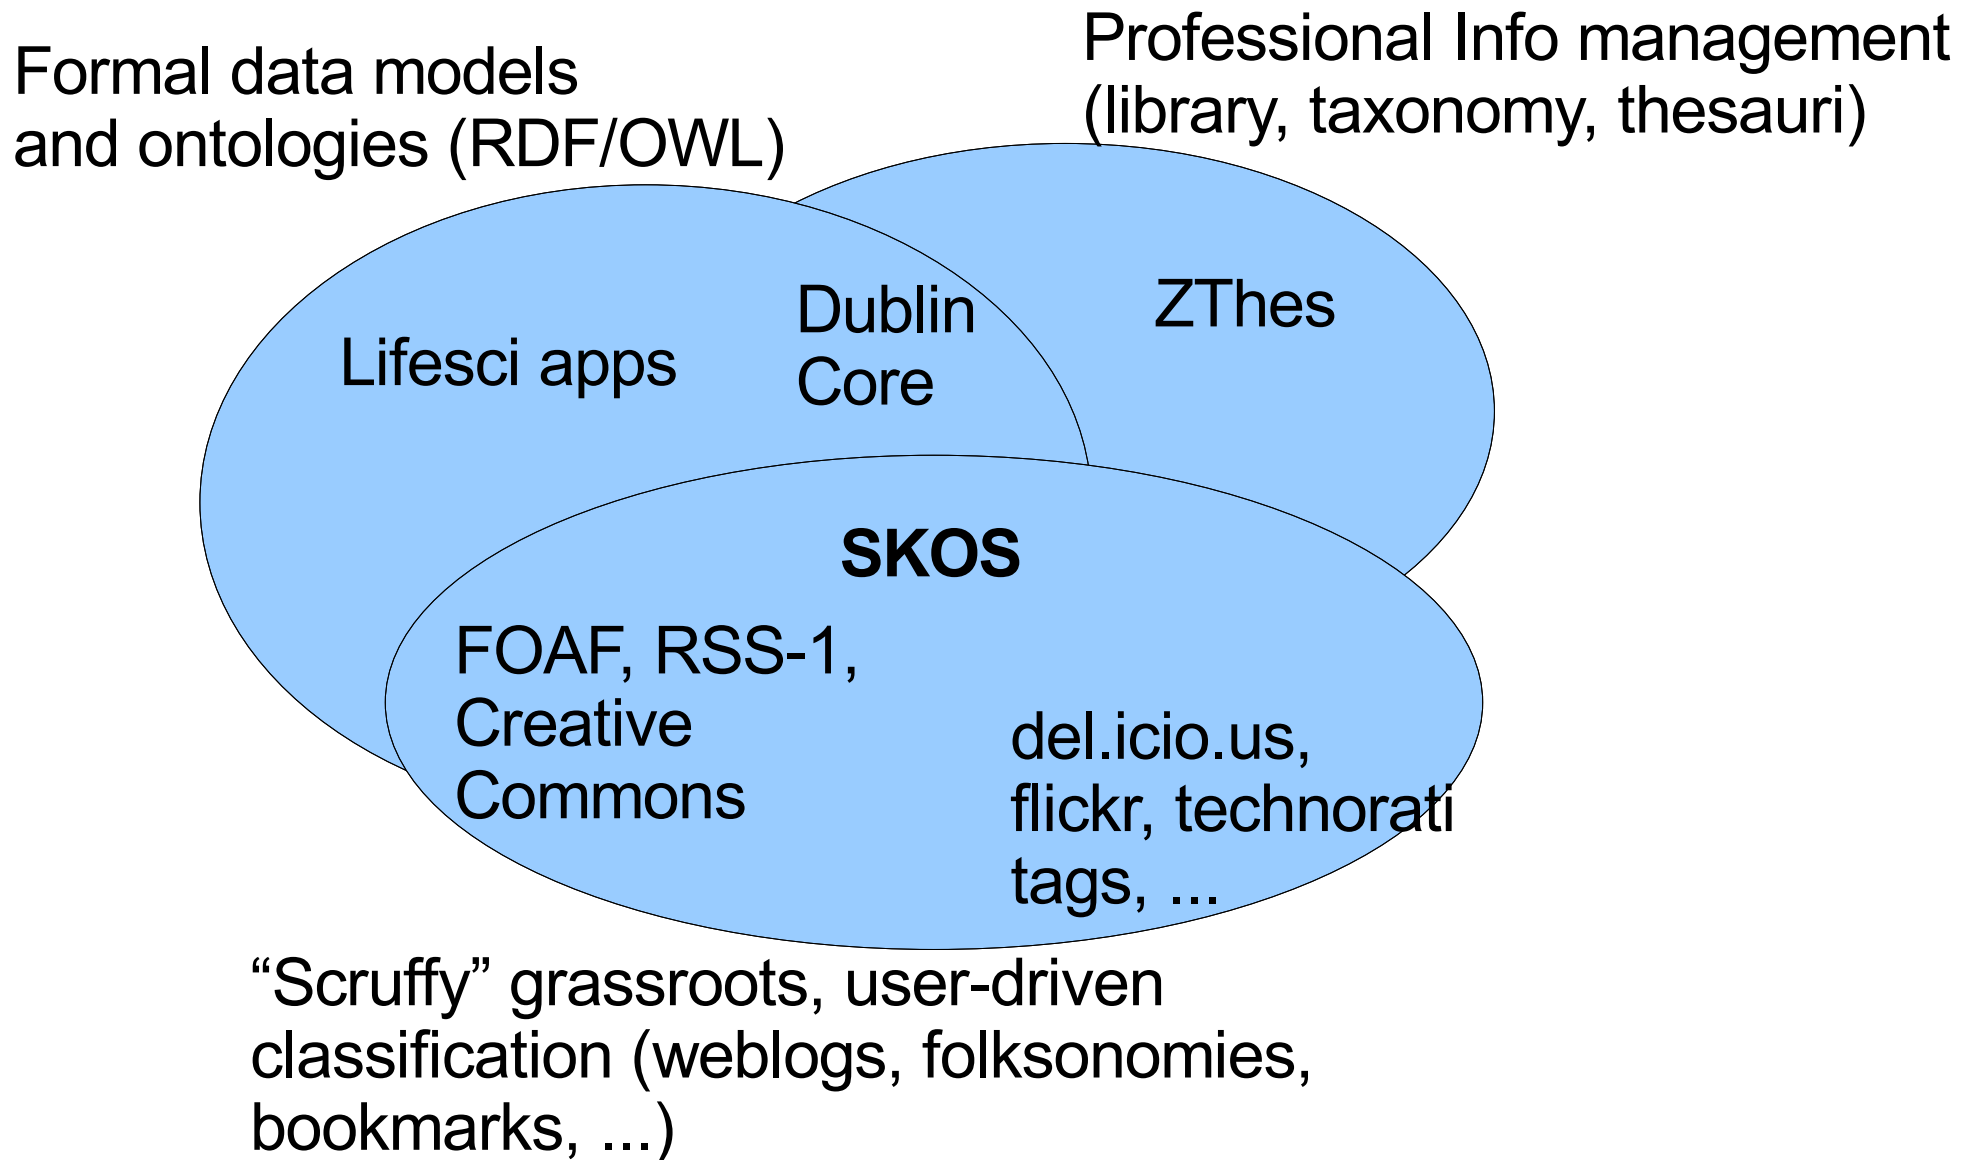 Formal data models
and ontologies (RDF/OWL)
Professional Info management
(library, taxonomy, thesauri)
Lifesci apps
Dublin
Core
ZThes
SKOS
FOAF, RSS-1,
Creative
Commons
del.icio.us,
flickr, technorati
tags, ...
“Scruffy” grassroots, user-driven
classification (weblogs, folksonomies,
bookmarks, ...)